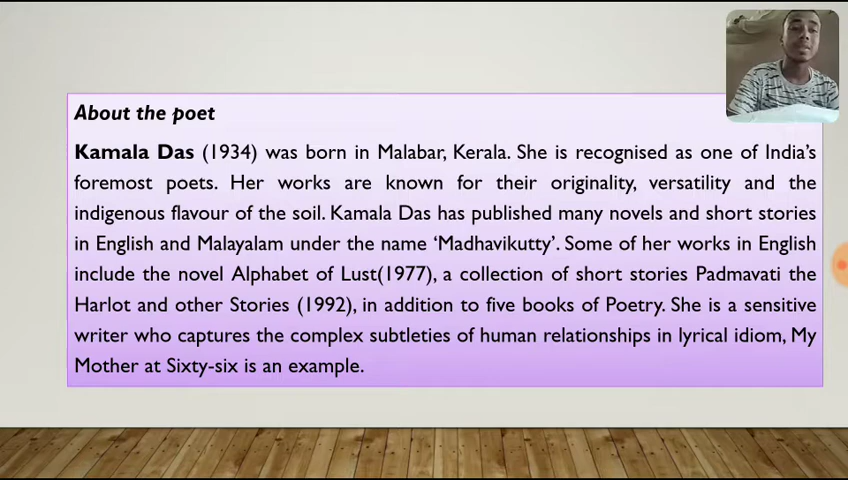 About the poet
Kamala Das (1934) was born in Malabar, Kerala. She is recognised as one of India's
foremost poets. Her works are known for their originality, versatility and the
indigenous flavour of the soil. Kamala Das has published many novels and short stories
in English and Malayalam under the name 'Madhavikutty'. Some of her works in English
include the novel Alphabet of Lust(1977), a collection of short stories Padmavati the
Harlot and other Stories (1992), in addition to five books of Poetry. She is a sensitive
writer who captures the complex subtleties of human relationships in lyrical idiom, My
Mother at Sixty-six is an example.